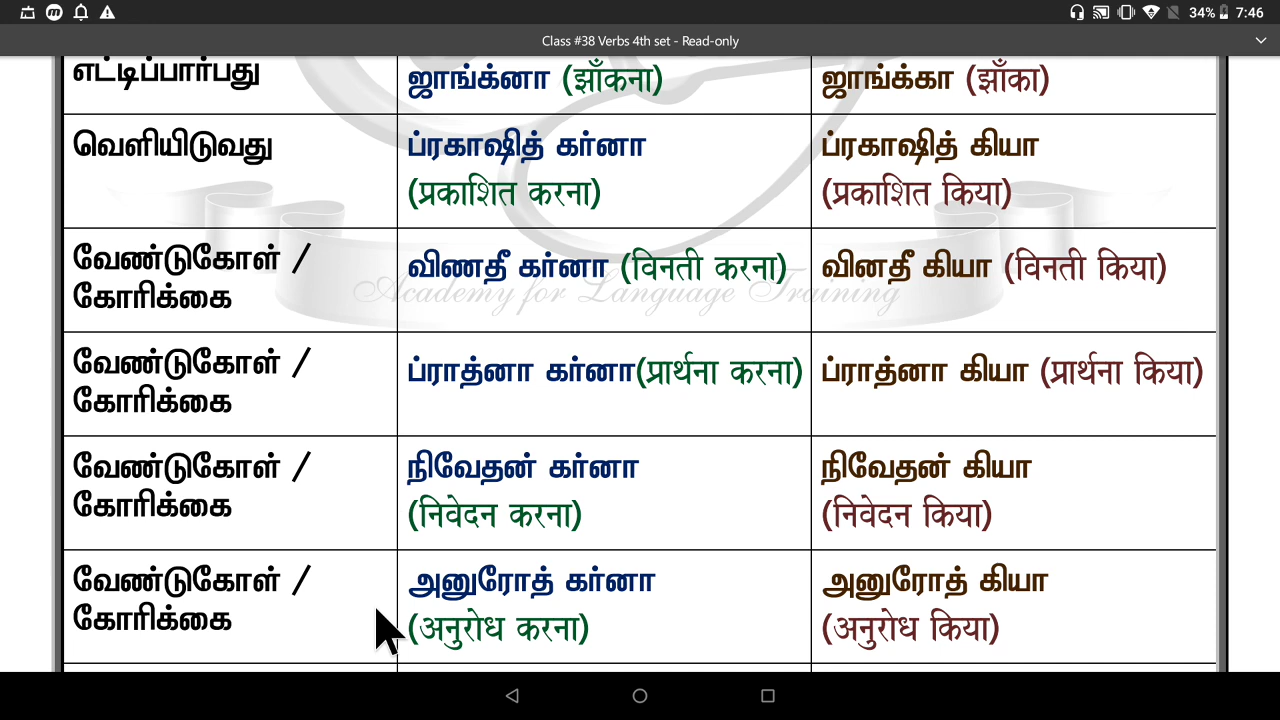 34% 7:46
Class #38 Verbs 4th set - Read-only
எட்டிப்பார்பது
ஜாங்க்னா (झाँकना)
ஜாங்க்கா (झाँका)
வெளியிடுவது
ப்ரகாஷித் கர்னா
(प्रकाशित करना)
ப்ரகாஷித் கியா
(प्रकाशित किया)
வேண்டுகோள் /
கோரிக்கை
விணதீ கர்னா (विनती करना)
வினதீ கியா (विनती किया)
Academy for Language Training
வேண்டுகோள் /
கோரிக்கை
ப்ராத்னா கர்னா(प्रार्थना करना)
ப்ராத்னா கியா (प्रार्थना किया)
வேண்டுகோள் /
கோரிக்கை
நிவேதன் கர்னா
(निवेदन करना)
நிவேதன் கியா
(निवेदन किया)
வேண்டுகோள் /
கோரிக்கை
அனுரோத் கர்னா
(अनुरोध करना)
அனுரோத் கியா
(अनुरोध किया)